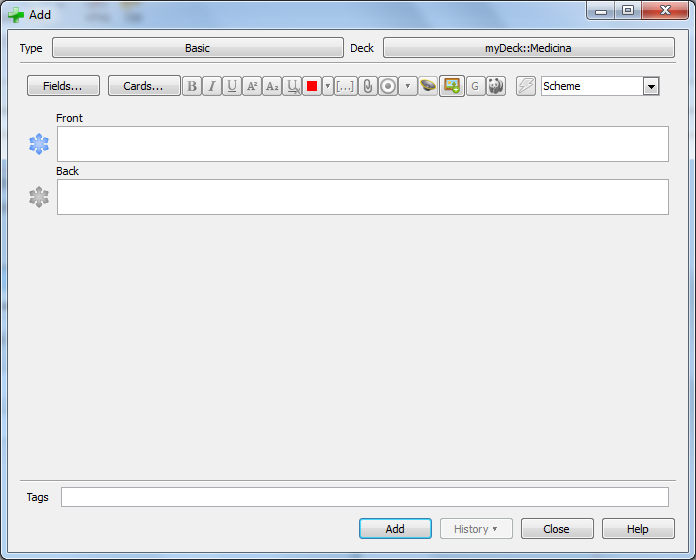 Add
Type Basic Deck myDeck::Medicina
Fields... Cards... B I U A² A₂ U [...] G Scheme
Front
Back
Tags
Add History Close Help